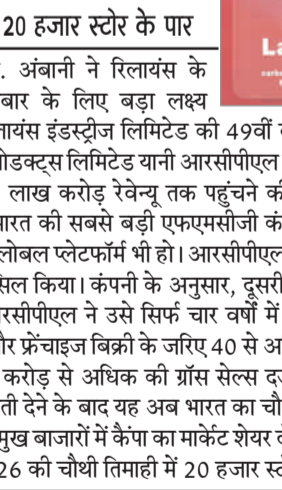 20 हजार स्टोर के पार
La
. अंबानी ने रिलायंस के
बार के लिए बड़ा लक्ष्य
लायंस इंडस्ट्रीज लिमिटेड की 49वीं
ोडक्ट्स लिमिटेड यानी आरसीपीएल
लाख करोड़ रेवेन्यू तक पहुंचने की
भारत की सबसे बड़ी एफएमसीजी कं
लोबल प्लेटफॉर्म भी हो। आरसीपीएल
सिल किया। कंपनी के अनुसार, दूसरी
रसीपीएल ने उसे सिर्फ चार वर्षों में
ौर फ्रेंचाइज बिक्री के जरिए 40 से अ
करोड़ से अधिक की ग्रॉस सेल्स द
ती देने के बाद यह अब भारत का चौ
मुख बाजारों में कैंपा का मार्केट शेयर
26 की चौथी तिमाही में 20 हजार स्ट